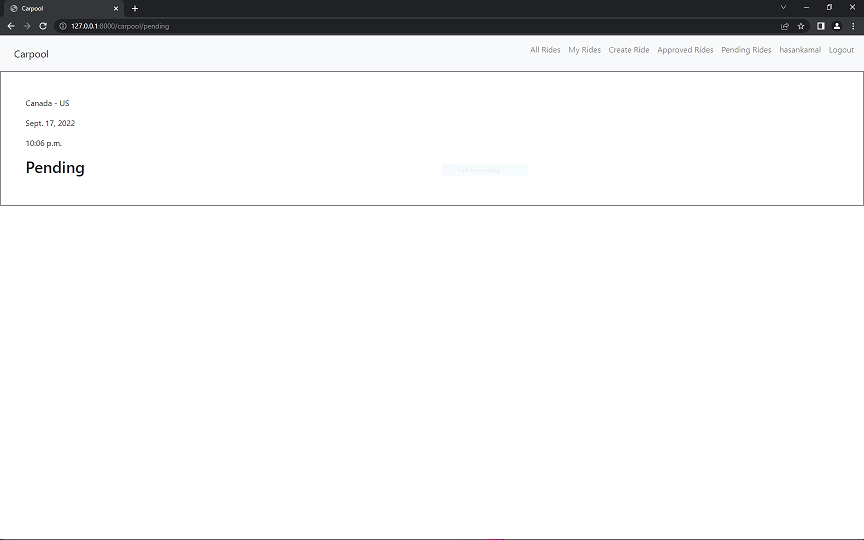 Carpool
127.0.0.1:8000/carpool/pending
Carpool
All Rides My Rides Create Ride Approved Rides Pending Rides hasankamal Logout
Canada - US
Sept. 17, 2022
10:06 p.m.
Pending